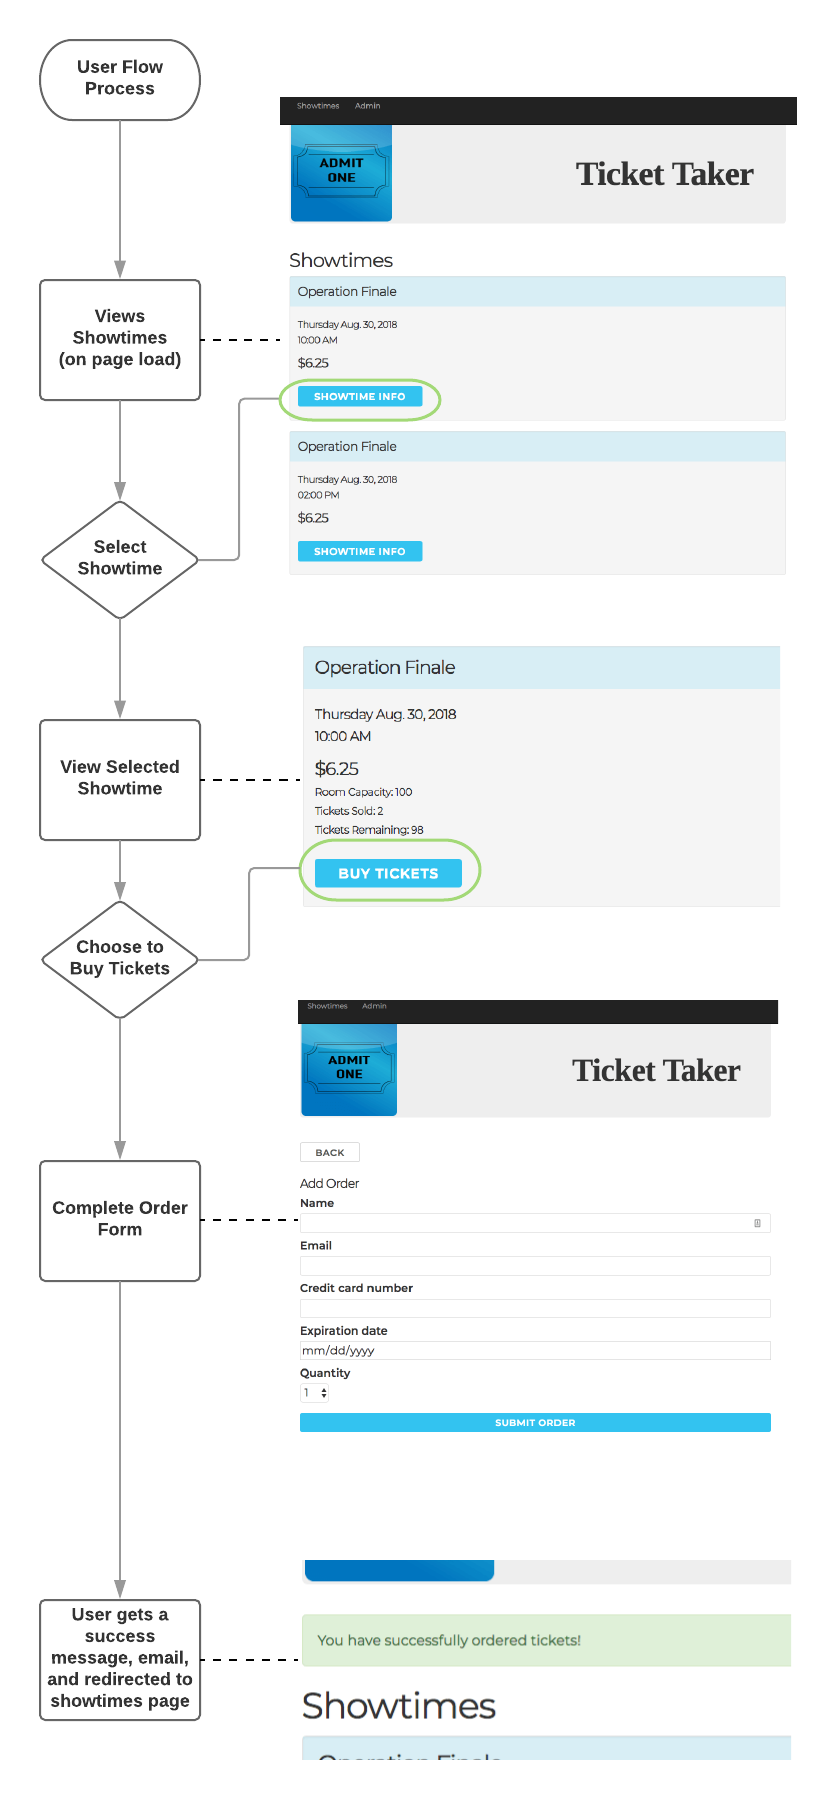 User Flow
Process
Showtimes Admin
ADMIT
ONE
Ticket Taker
Showtimes
Operation Finale
Thursday Aug. 30, 2018
10:00 AM
$6.25
SHOWTIME INFO
Operation Finale
Thursday Aug. 30, 2018
02:00 PM
$6.25
SHOWTIME INFO
Views
Showtimes
(on page load)
Select
Showtime
Operation Finale
Thursday Aug. 30, 2018
10:00 AM
$6.25
Room Capacity: 100
Tickets Sold: 2
Tickets Remaining: 98
BUY TICKETS
View Selected
Showtime
Choose to
Buy Tickets
Showtimes Admin
ADMIT
ONE
Ticket Taker
BACK
Add Order
Name
Email
Credit card number
Expiration date
mm/dd/yyyy
Quantity
1
SUBMIT ORDER
Complete Order
Form
User gets a
success
message, email,
and redirected to
showtimes page
You have successfully ordered tickets!
Showtimes
Operation Finale